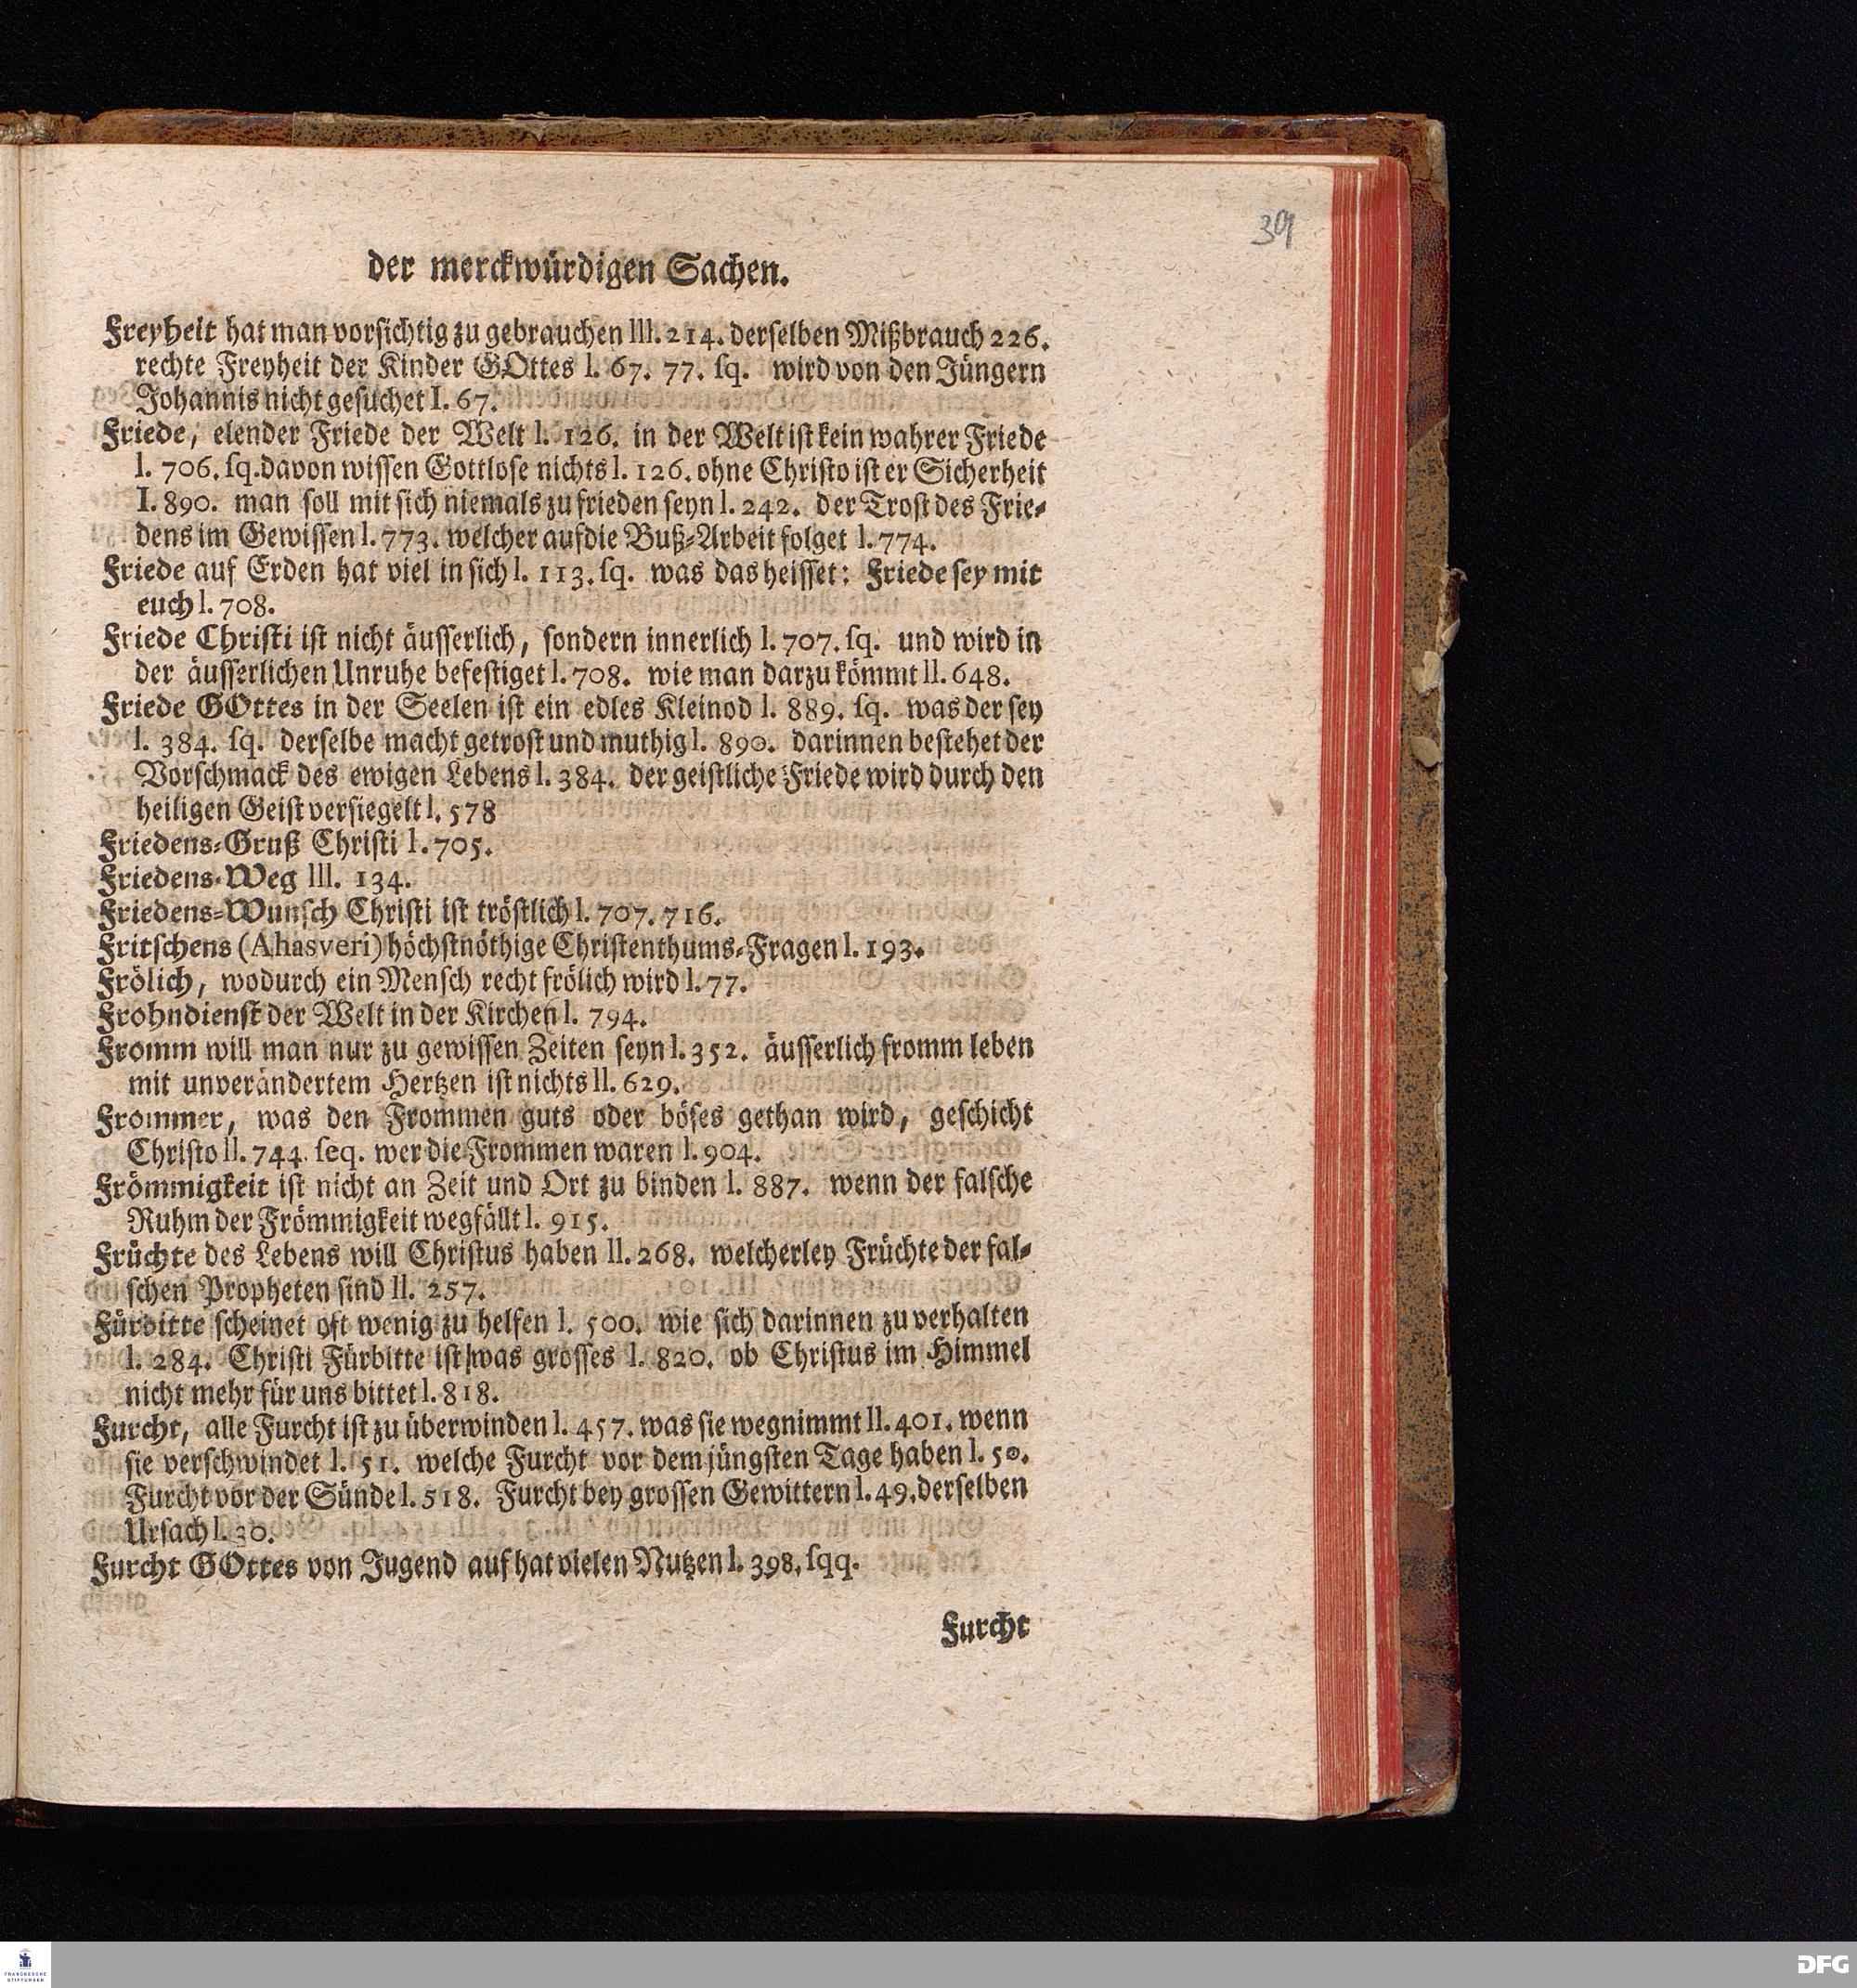 39
der merckwürdigen Sachen.
Freyheit hat man vorsichtig zu gebrauchen III. 214. derselben Mißbrauch 226.
rechte Freyheit der Kinder GOttes I. 67. 77. sq. wird von den Jüngern
Johannis nicht gesuchet I. 67.
Friede, elender Friede der Welt I. 126. in der Welt ist kein wahrer Friede
I. 706. sq. davon wissen Gottlose nichts I. 126. ohne Christo ist er Sicherheit
I. 890. man soll mit sich niemals zu frieden seyn I. 242. der Trost des Frie-
dens im Gewissen I. 773. welcher auf die Buß-Arbeit folget I. 774.
Friede auf Erden hat viel in sich I. 113. sq. was das heisset: Friede sey mit
euch I. 708.
Friede Christi ist nicht äusserlich, sondern innerlich I. 707. sq. und wird in
der äusserlichen Unruhe befestiget I. 708. wie man darzu kömmt II. 648.
Friede GOttes in der Seelen ist ein edles Kleinod I. 889. sq. was der sey
I. 384. sq. derselbe macht getrost und muthig I. 890. darinnen bestehet der
Vorschmack des ewigen Lebens I. 384. der geistliche Friede wird durch den
heiligen Geist versiegelt I. 578
Friedens-Gruß Christi I. 705.
Friedens-Weg III. 134.
Friedens-Wunsch Christi ist tröstlich I. 707. 716.
Fritschens (Ahasveri) höchstnöthige Christenthums-Fragen I. 193.
Frölich, wodurch ein Mensch recht frölich wird I. 77.
Frohndienst der Welt in der Kirchen I. 794.
Fromm will man nur zu gewissen Zeiten seyn I. 352. äusserlich fromm leben
mit unverändertem Hertzen ist nichts II. 629.
Frommer, was den Frommen guts oder böses gethan wird, geschicht
Christo II. 744. seq. wer die Frommen waren I. 904.
Frömmigkeit ist nicht an Zeit und Ort zu binden I. 887. wenn der falsche
Ruhm der Frömmigkeit wegfällt I. 915.
Früchte des Lebens will Christus haben II. 268. welcherley Früchte der fal-
schen Propheten sind II. 257.
Fürbitte scheinet oft wenig zu helfen I. 500. wie sich darinnen zu verhalten
I. 284. Christi Fürbitte ist was grosses I. 820. ob Christus im Himmel
nicht mehr für uns bittet I. 818.
Furcht, alle Furcht ist zu überwinden I. 457. was sie wegnimmt II. 401. wenn
sie verschwindet I. 51. welche Furcht vor dem jüngsten Tage haben I. 50.
Furcht vor der Sünde I. 518. Furcht bey grossen Gewittern I. 49. derselben
Ursach I. 30.
Furcht GOttes von Jugend auf hat vielen Nutzen I. 398. sqq.
Furcht
FRANCKESCHE
STIFTUNGEN
DFG